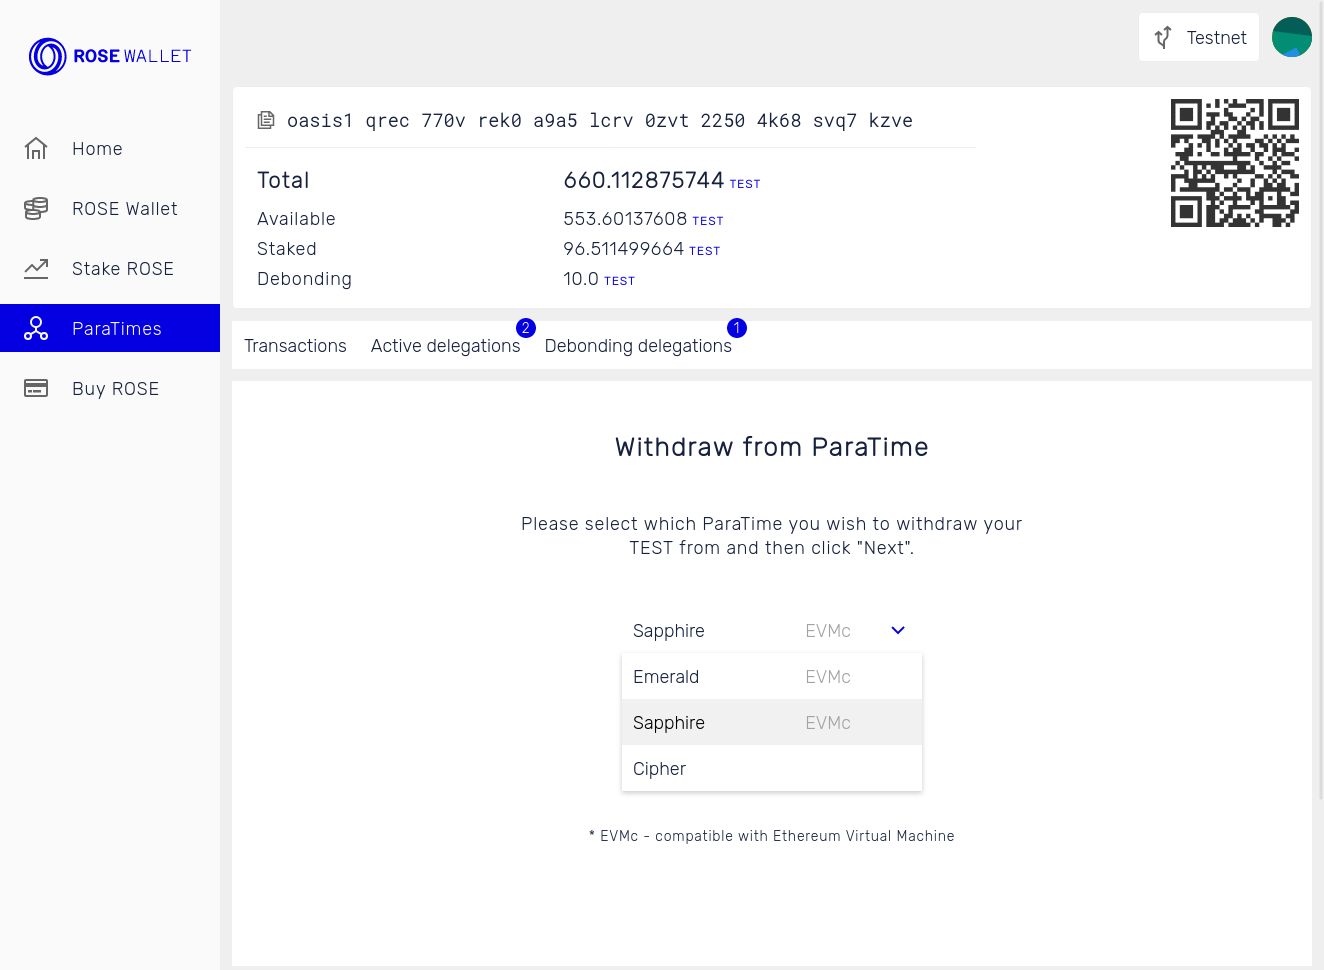 ROSE WALLET
Testnet
Home
ROSE Wallet
Stake ROSE
ParaTimes
Buy ROSE
oasis1 qrec 770v rek0 a9a5 lcrv 0zvt 2250 4k68 svq7 kzve
Total 660.112875744 TEST
Available 553.60137608 TEST
Staked 96.511499664 TEST
Debonding 10.0 TEST
Transactions Active delegations 2 Debonding delegations 1
Withdraw from ParaTime
Please select which ParaTime you wish to withdraw your
TEST from and then click "Next".
Sapphire EVMc
Emerald EVMc
Sapphire EVMc
Cipher
* EVMc - compatible with Ethereum Virtual Machine